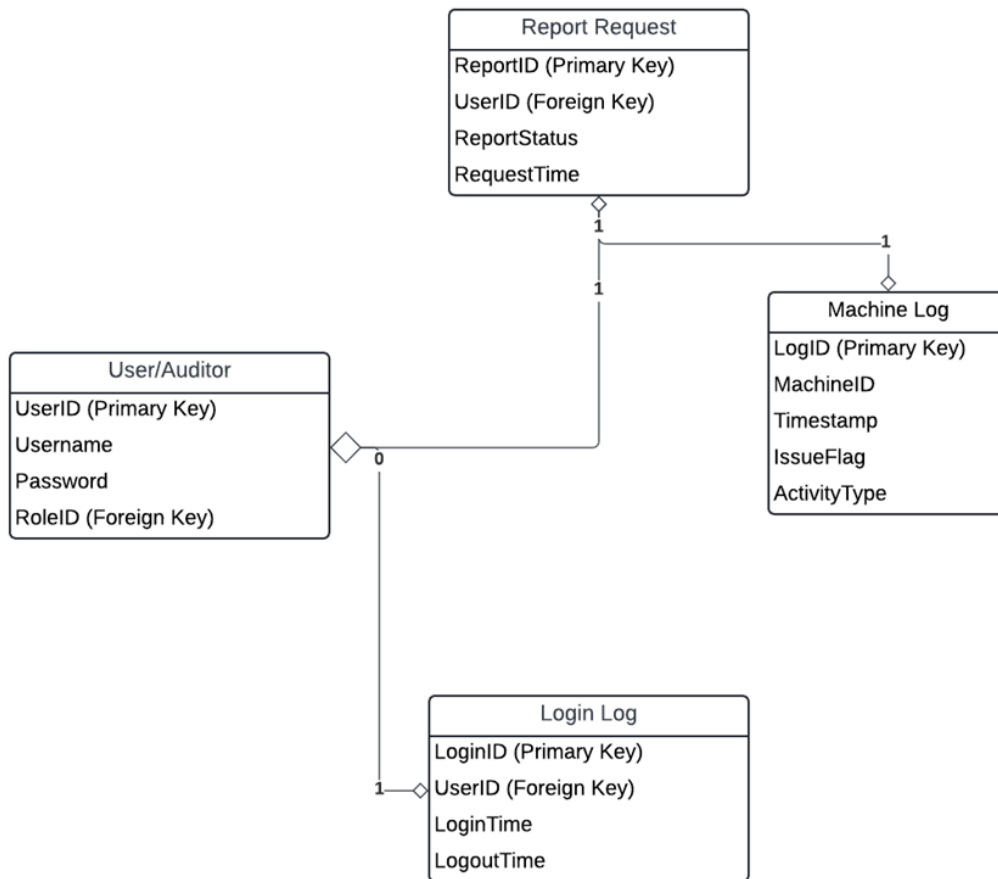 Report Request
ReportID (Primary Key)
UserID (Foreign Key)
ReportStatus
RequestTime
1
1
1
Machine Log
LogID (Primary Key)
MachineID
Timestamp
IssueFlag
ActivityType
User/Auditor
UserID (Primary Key)
Username
Password
RoleID (Foreign Key)
0
1
Login Log
LoginID (Primary Key)
UserID (Foreign Key)
LoginTime
LogoutTime